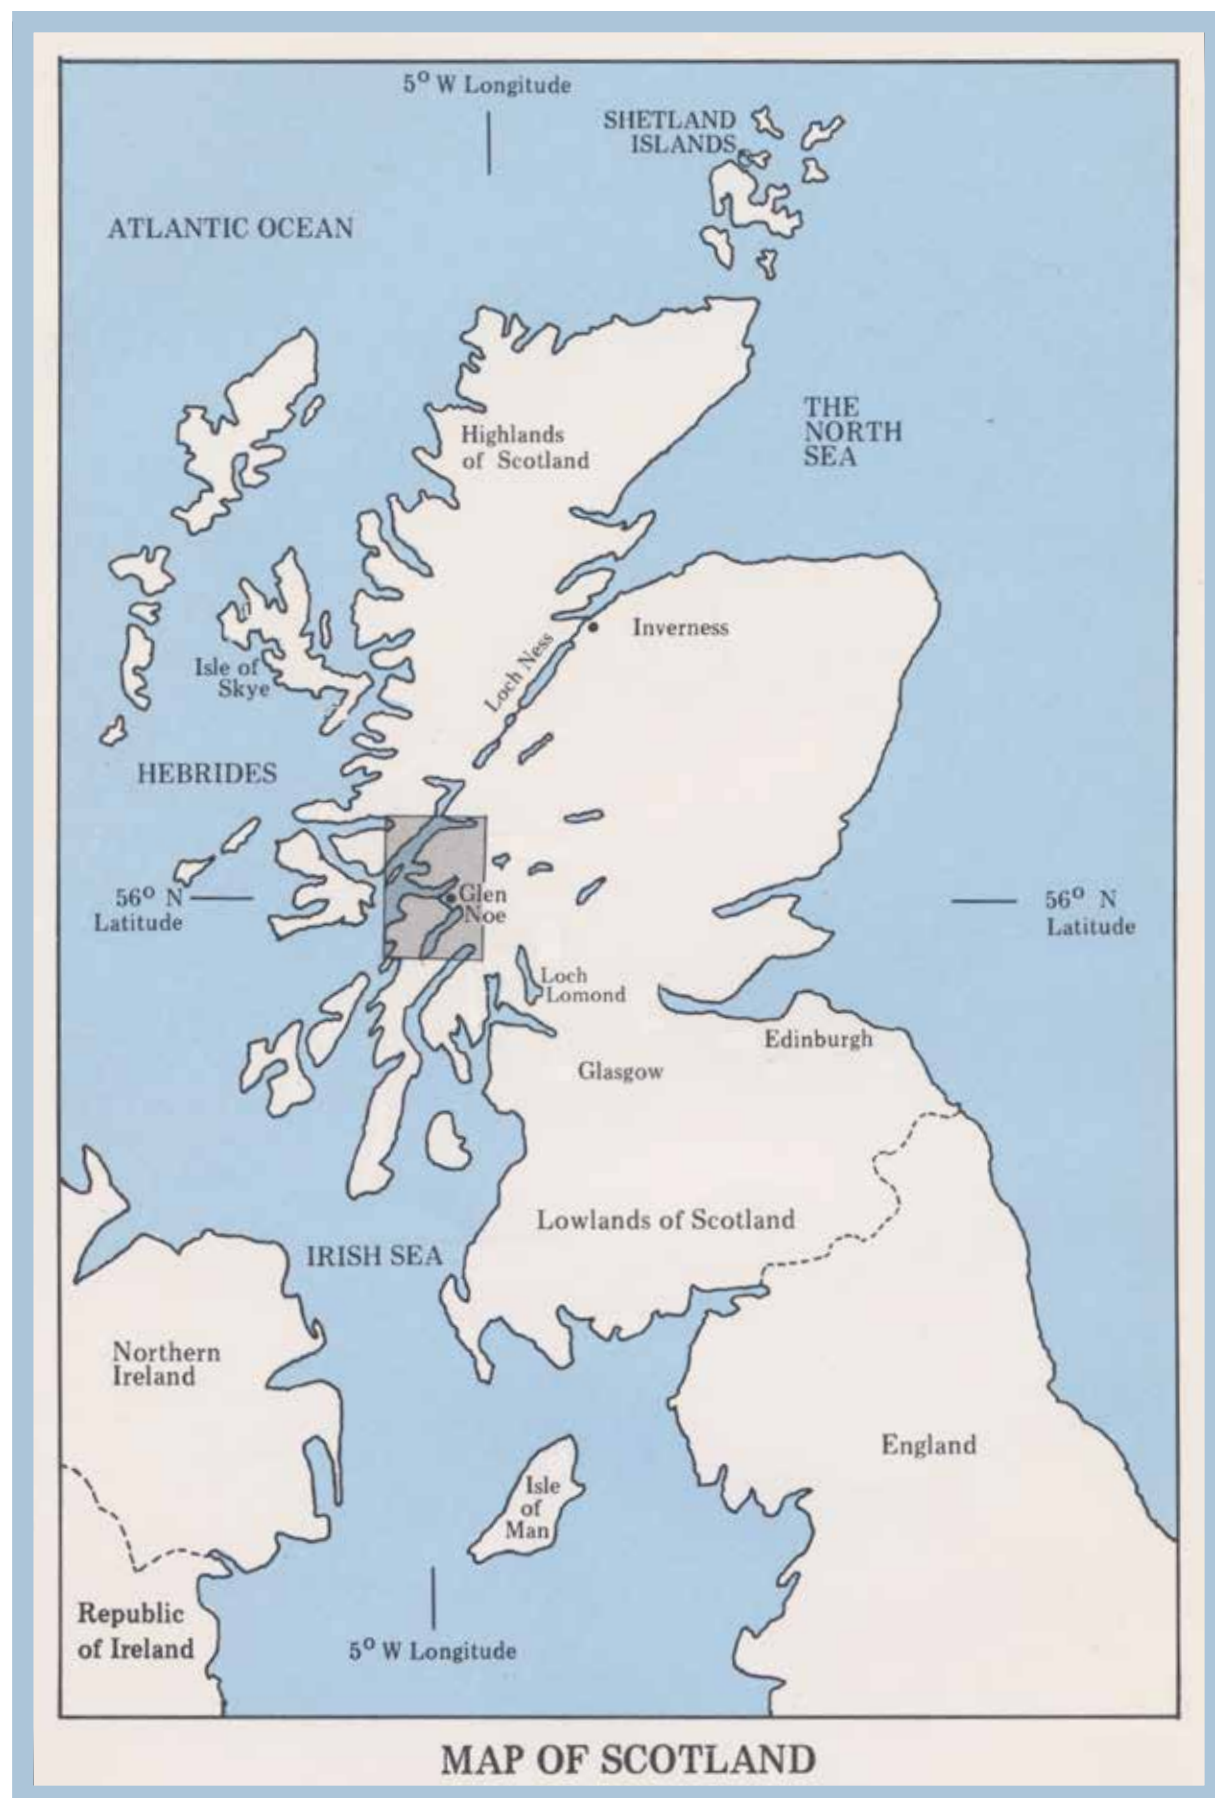 5° W Longitude
SHETLAND
ISLANDS
ATLANTIC OCEAN
THE
NORTH
SEA
Highlands
of Scotland
Inverness
Loch Ness
Isle of
Skye
HEBRIDES
56° N
Latitude
Glen
Noe
56° N
Latitude
Loch
Lomond
Edinburgh
Glasgow
Lowlands of Scotland
IRISH SEA
Northern
Ireland
England
Isle
of
Man
Republic
of Ireland
5° W Longitude
MAP OF SCOTLAND